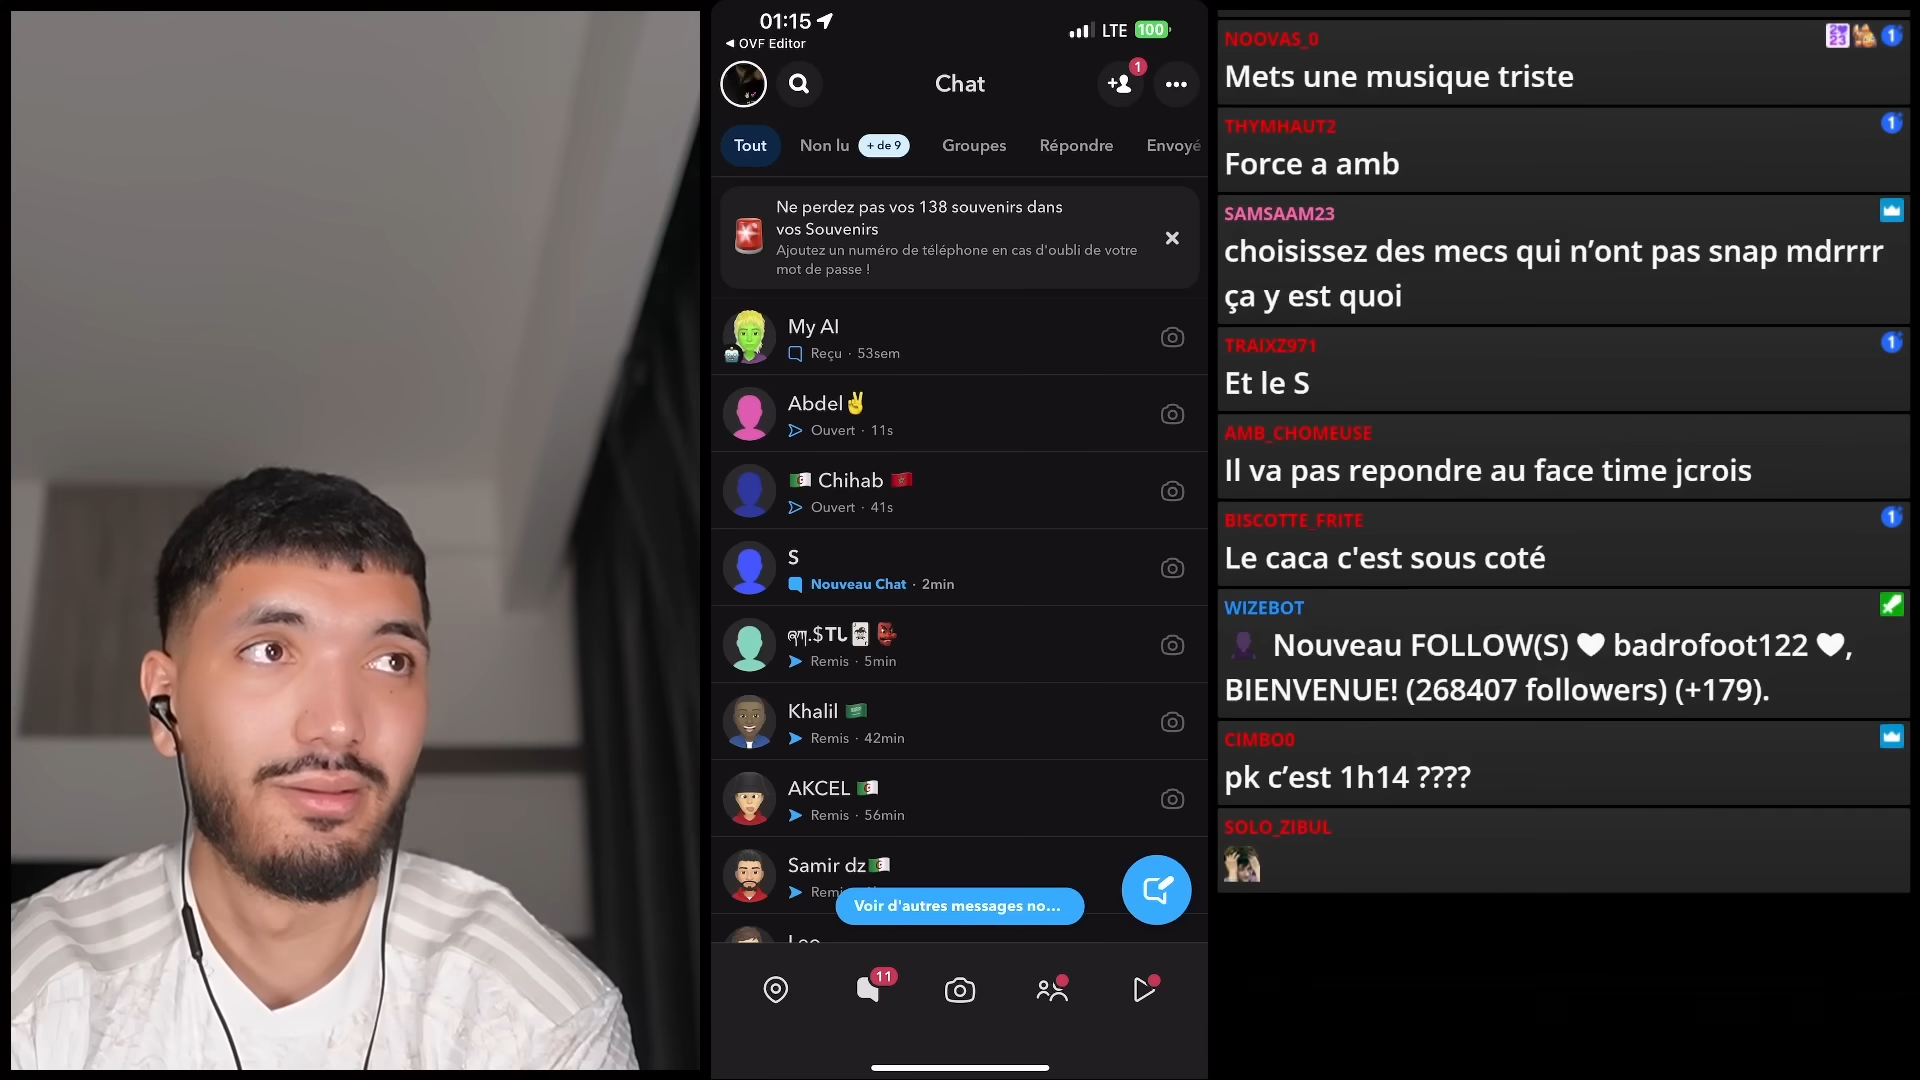 01:15
LTE 100
◀ OVF Editor
Chat
1
Tout
Non lu + de 9
Groupes
Répondre
Envoyé
Ne perdez pas vos 138 souvenirs dans
vos Souvenirs
Ajoutez un numéro de téléphone en cas d'oubli de votre
mot de passe !
My AI
Reçu · 53sem
Abdel✌️
Ouvert · 11s
🇩🇿 Chihab 🇲🇦
Ouvert · 41s
S
Nouveau Chat · 2min
Remis · 5min
Khalil 🇸🇦
Remis · 42min
AKCEL 🇩🇿
Remis · 56min
Samir dz🇩🇿
Voir d'autres messages no...
11
NOOVAS_0
Mets une musique triste
THYMHAUT2
Force a amb
SAMSAAM23
choisissez des mecs qui n’ont pas snap mdrrrr
ça y est quoi
TRAIXZ971
Et le S
AMB_CHOMEUSE
Il va pas repondre au face time jcrois
BISCOTTE_FRITE
Le caca c'est sous coté
WIZEBOT
Nouveau FOLLOW(S) 🤍 badrofoot122 🤍,
BIENVENUE! (268407 followers) (+179).
CIMBO0
pk c’est 1h14 ????
SOLO_ZIBUL